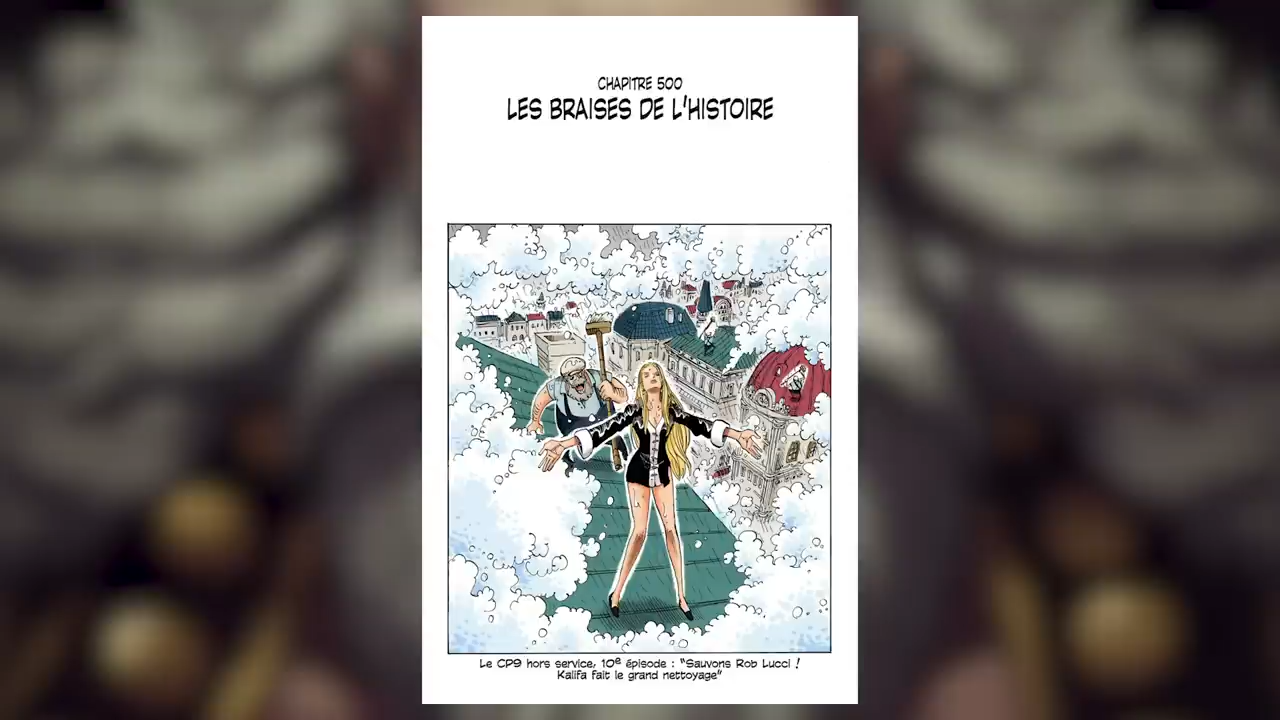 CHAPITRE 500
LES BRAISES DE L'HISTOIRE
Le CP9 hors service, 10e épisode : "Sauvons Rob Lucci !
Kalifa fait le grand nettoyage"